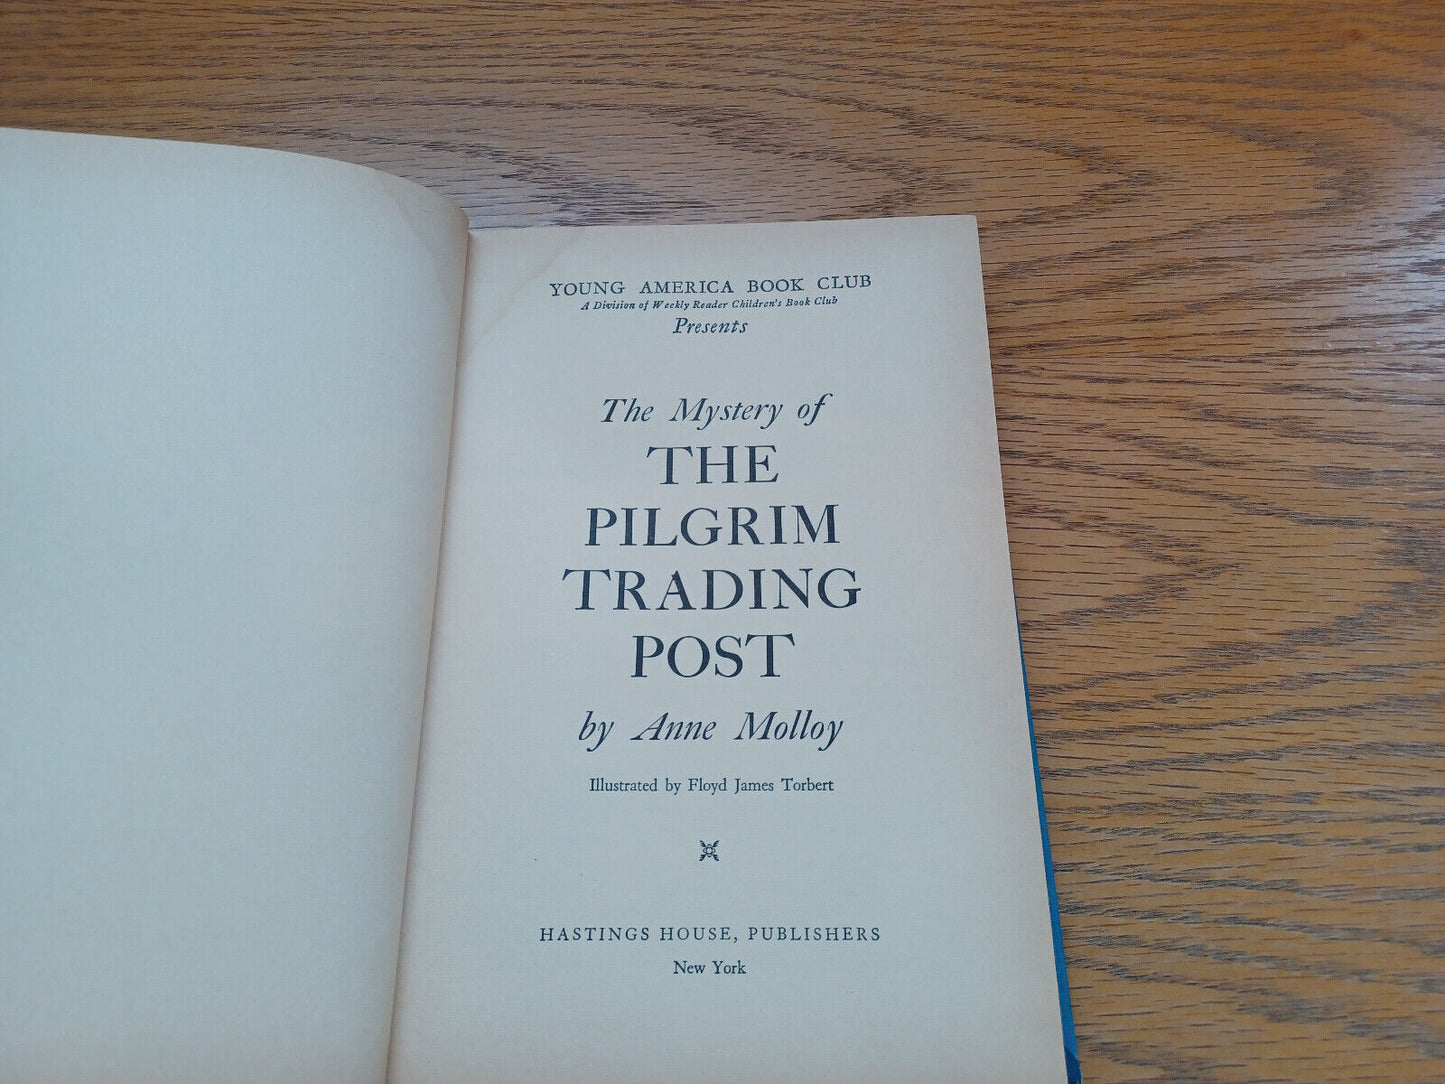 YOUNG AMERICA BOOK CLUB
A Division of Weekly Reader Children's Book Club
Presents
The Mystery of
THE
PILGRIM
TRADING
POST
by Anne Molloy
Illustrated by Floyd James Torbert
HASTINGS HOUSE, PUBLISHERS
New York